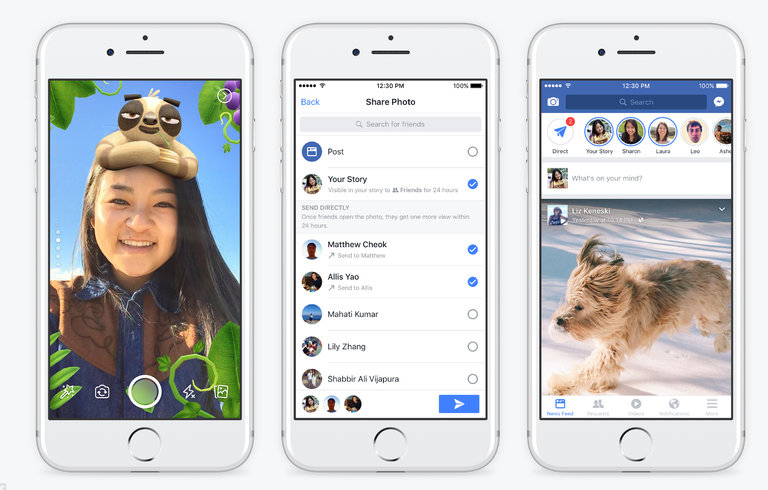 12:30 PM
100%
Back
Share Photo
Search for friends
Post
Your Story
Visible in your story to Friends for 24 hours
SEND DIRECTLY
Once friends open the photo, they get one more view within
24 hours.
Matthew Cheok
Send to Matthew
Allis Yao
Send to Allis
Mahati Kumar
Lily Zhang
Shabbir Ali Vijapura
12:30 PM
100%
Search
2
Direct
Your Story
Sharon
Laura
Leo
What's on your mind?
Liz Keneski
Yesterday at 10:14 PM
News Feed
Requests
Videos
Notifications
More